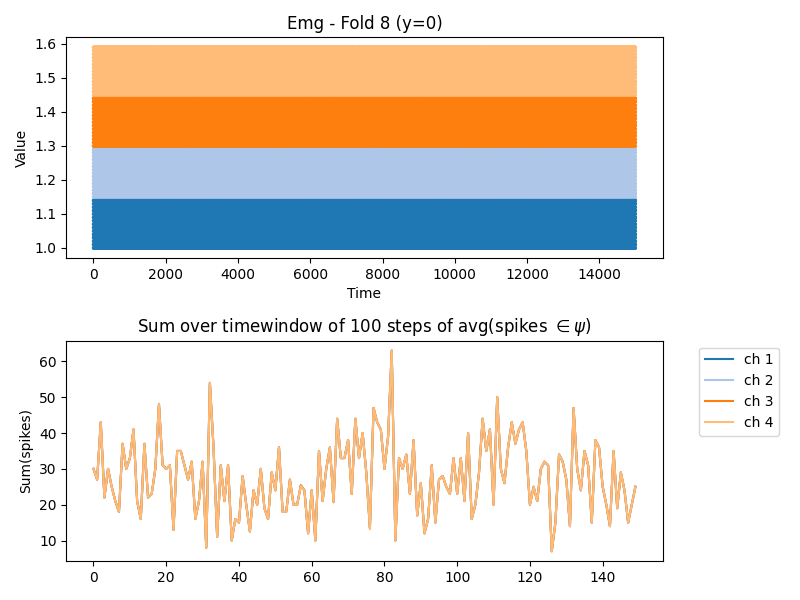 Emg - Fold 8 (y=0)
1.6
1.5
1.4
1.3
1.2
1.1
1.0
Value
0 2000 4000 6000 8000 10000 12000 14000
Time
Sum over timewindow of 100 steps of avg(spikes ∈ ψ)
60
50
40
30
20
10
Sum(spikes)
0 20 40 60 80 100 120 140
ch 1
ch 2
ch 3
ch 4